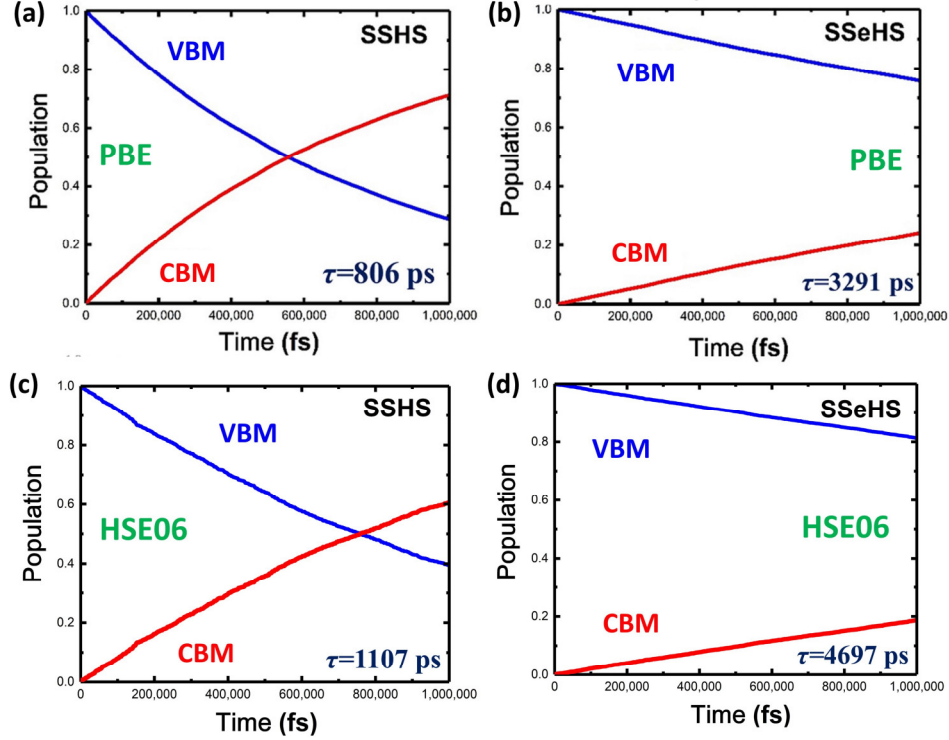 (a)
SSHS
VBM
PBE
CBM
τ=806 ps
Population
1.0
0.8
0.6
0.4
0.2
0.0
0
200,000
400,000
600,000
800,000
1,000,000
Time (fs)
(b)
SSeHS
VBM
PBE
CBM
τ=3291 ps
Population
1.0
0.8
0.6
0.4
0.2
0.0
0
200,000
400,000
600,000
800,000
1,000,000
Time (fs)
(c)
SSHS
VBM
HSE06
CBM
τ=1107 ps
Population
1.0
0.8
0.6
0.4
0.2
0.0
0
200,000
400,000
600,000
800,000
1,000,000
Time (fs)
(d)
SSeHS
VBM
HSE06
CBM
τ=4697 ps
Population
1.0
0.8
0.6
0.4
0.2
0.0
0
200,000
400,000
600,000
800,000
1,000,000
Time (fs)